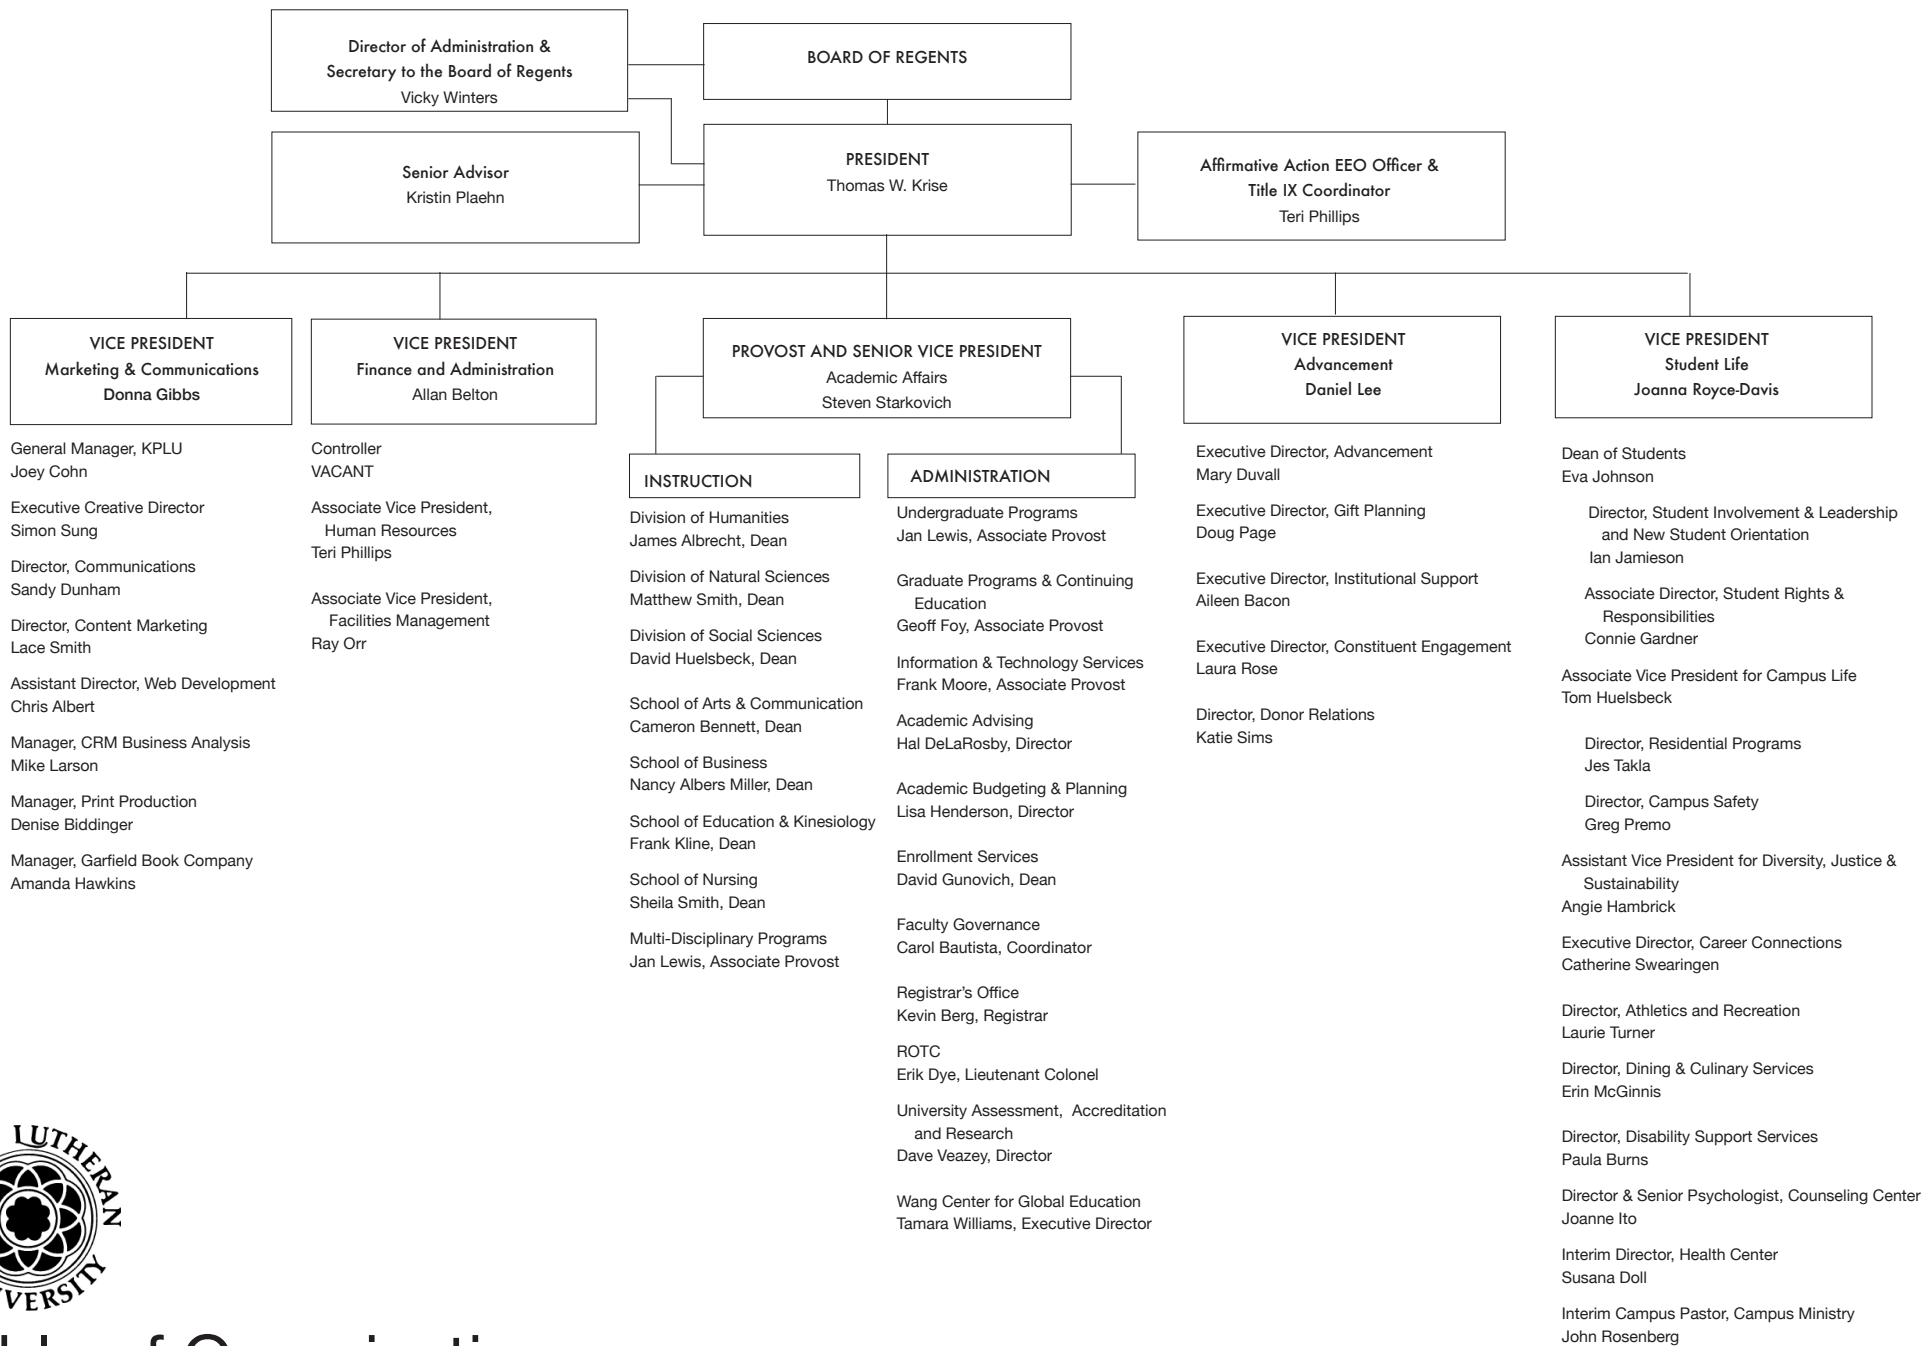 Director of Administration &
Secretary to the Board of Regents
Vicky Winters
BOARD OF REGENTS
Senior Advisor
Kristin Plaehn
PRESIDENT
Thomas W. Krise
Affirmative Action EEO Officer &
Title IX Coordinator
Teri Phillips
VICE PRESIDENT
Marketing & Communications
Donna Gibbs
General Manager, KPLU
Joey Cohn
Executive Creative Director
Simon Sung
Director, Communications
Sandy Dunham
Director, Content Marketing
Lace Smith
Assistant Director, Web Development
Chris Albert
Manager, CRM Business Analysis
Mike Larson
Manager, Print Production
Denise Biddinger
Manager, Garfield Book Company
Amanda Hawkins
VICE PRESIDENT
Finance and Administration
Allan Belton
Controller
VACANT
Associate Vice President,
Human Resources
Teri Phillips
Associate Vice President,
Facilities Management
Ray Orr
PROVOST AND SENIOR VICE PRESIDENT
Academic Affairs
Steven Starkovich
INSTRUCTION
Division of Humanities
James Albrecht, Dean
Division of Natural Sciences
Matthew Smith, Dean
Division of Social Sciences
David Huelsbeck, Dean
School of Arts & Communication
Cameron Bennett, Dean
School of Business
Nancy Albers Miller, Dean
School of Education & Kinesiology
Frank Kline, Dean
School of Nursing
Sheila Smith, Dean
Multi-Disciplinary Programs
Jan Lewis, Associate Provost
ADMINISTRATION
Undergraduate Programs
Jan Lewis, Associate Provost
Graduate Programs & Continuing
Education
Geoff Foy, Associate Provost
Information & Technology Services
Frank Moore, Associate Provost
Academic Advising
Hal DeLaRosby, Director
Academic Budgeting & Planning
Lisa Henderson, Director
Enrollment Services
David Gunovich, Dean
Faculty Governance
Carol Bautista, Coordinator
Registrar's Office
Kevin Berg, Registrar
ROTC
Erik Dye, Lieutenant Colonel
University Assessment, Accreditation
and Research
Dave Veazey, Director
Wang Center for Global Education
Tamara Williams, Executive Director
VICE PRESIDENT
Advancement
Daniel Lee
Executive Director, Advancement
Mary Duvall
Executive Director, Gift Planning
Doug Page
Executive Director, Institutional Support
Aileen Bacon
Executive Director, Constituent Engagement
Laura Rose
Director, Donor Relations
Katie Sims
VICE PRESIDENT
Student Life
Joanna Royce-Davis
Dean of Students
Eva Johnson
Director, Student Involvement & Leadership
and New Student Orientation
Ian Jamieson
Associate Director, Student Rights &
Responsibilities
Connie Gardner
Associate Vice President for Campus Life
Tom Huelsbeck
Director, Residential Programs
Jes Takla
Director, Campus Safety
Greg Premo
Assistant Vice President for Diversity, Justice &
Sustainability
Angie Hambrick
Executive Director, Career Connections
Catherine Swearingen
Director, Athletics and Recreation
Laurie Turner
Director, Dining & Culinary Services
Erin McGinnis
Director, Disability Support Services
Paula Burns
Director & Senior Psychologist, Counseling Center
Joanne Ito
Interim Director, Health Center
Susana Doll
Interim Campus Pastor, Campus Ministry
John Rosenberg
LUTHERAN
VERSITY